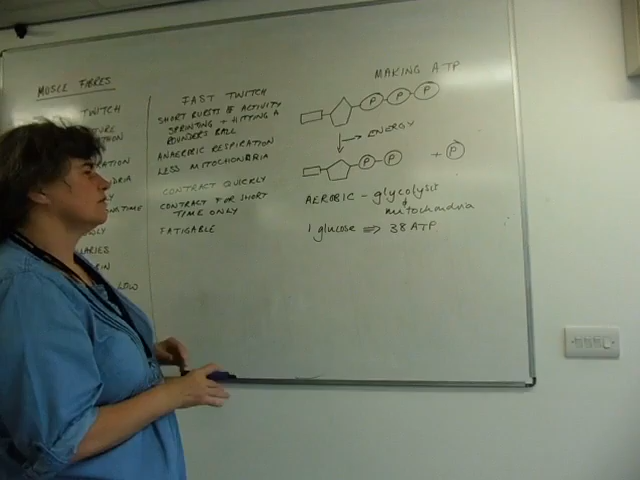 MUSCLE FIBRES
TWITCH
LOW
FAST TWITCH
SHORT BURSTS OF ACTIVITY
SPRINTING + HITTING A
ROUNDERS BALL
ANAEROBIC RESPIRATION
LESS MITOCHONDRIA
CONTRACT QUICKLY
CONTRACT FOR SHORT
TIME ONLY
FATIGABLE
MAKING ATP
P P P
ENERGY
P P + P
AEROBIC - glycolysis
mitochondria
1 glucose ⇒ 38 ATP